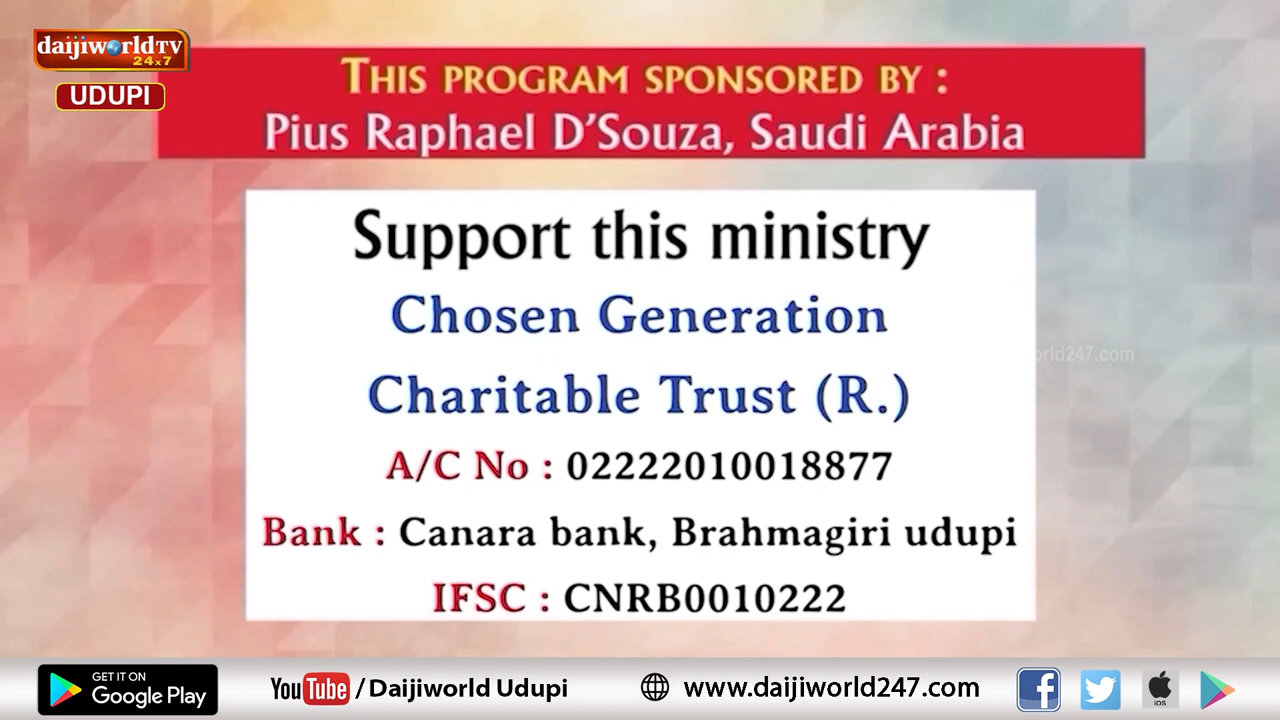 daijiworldTV
24x7
UDUPI
THIS PROGRAM SPONSORED BY :
Pius Raphael D'Souza, Saudi Arabia
Support this ministry
Chosen Generation
Charitable Trust (R.)
A/C No : 02222010018877
Bank : Canara bank, Brahmagiri udupi
IFSC : CNRB0010222
GET IT ON
Google Play
YouTube /Daijiworld Udupi
www.daijiworld247.com
iOS